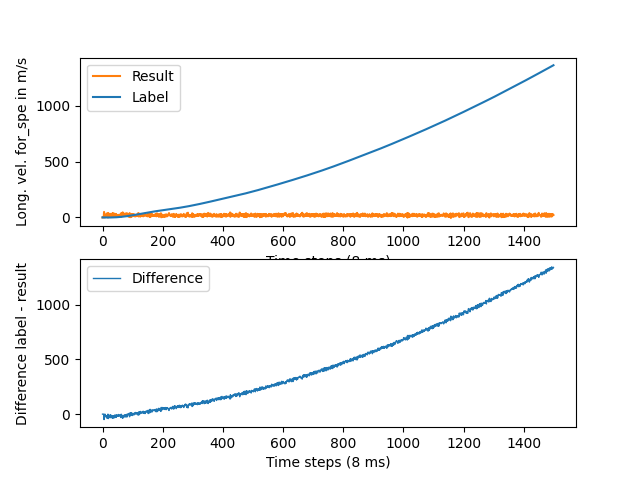 Long. vel. for_spe in m/s
1000
500
0
Result
Label
0 200 400 600 800 1000 1200 1400
Time steps (8 ms)
Difference label - result
1000
500
0
Difference
0 200 400 600 800 1000 1200 1400
Time steps (8 ms)